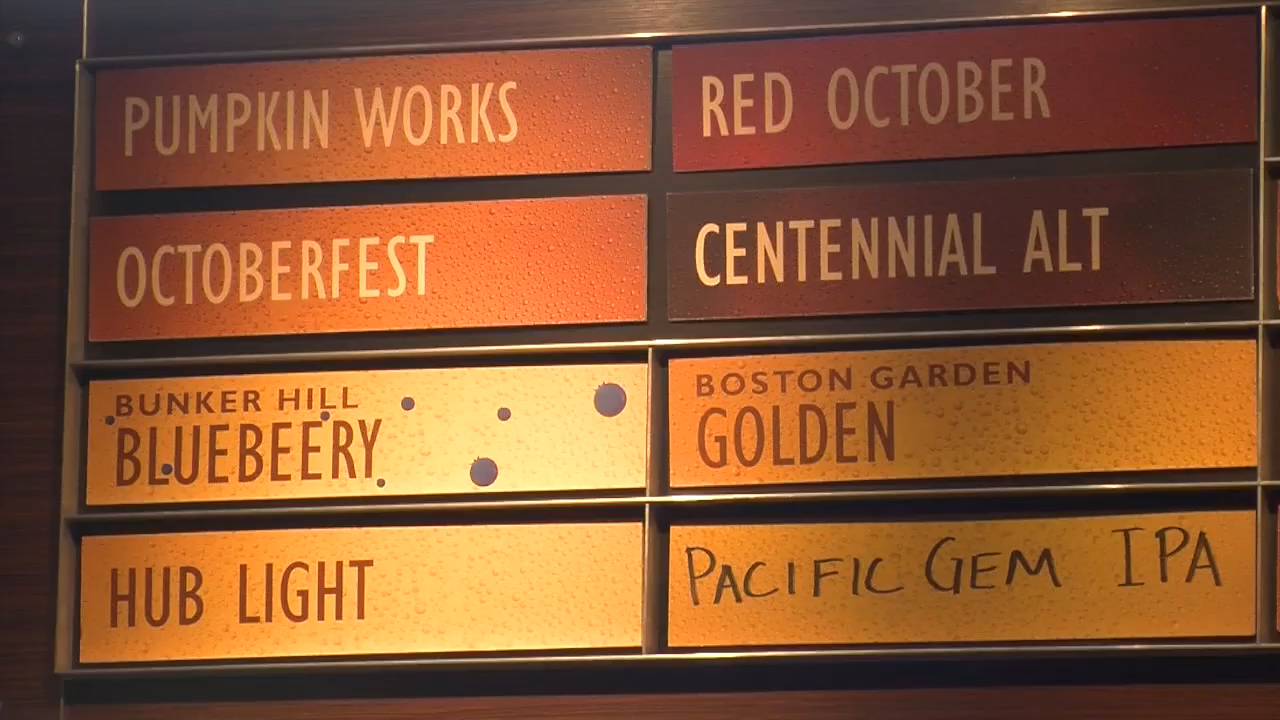 PUMPKIN WORKS
RED OCTOBER
OCTOBERFEST
CENTENNIAL ALT
BUNKER HILL
BLUEBEERY
BOSTON GARDEN
GOLDEN
HUB LIGHT
PACIFIC GEM IPA